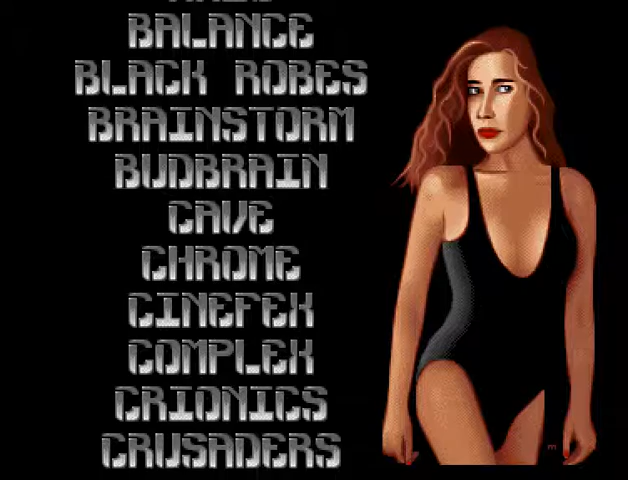 BALANCE
BLACK ROBES
BRAINSTORM
BUDBRAIN
CAVE
CHROME
CINEFEX
COMPLEX
CRIONICS
CRUSADERS